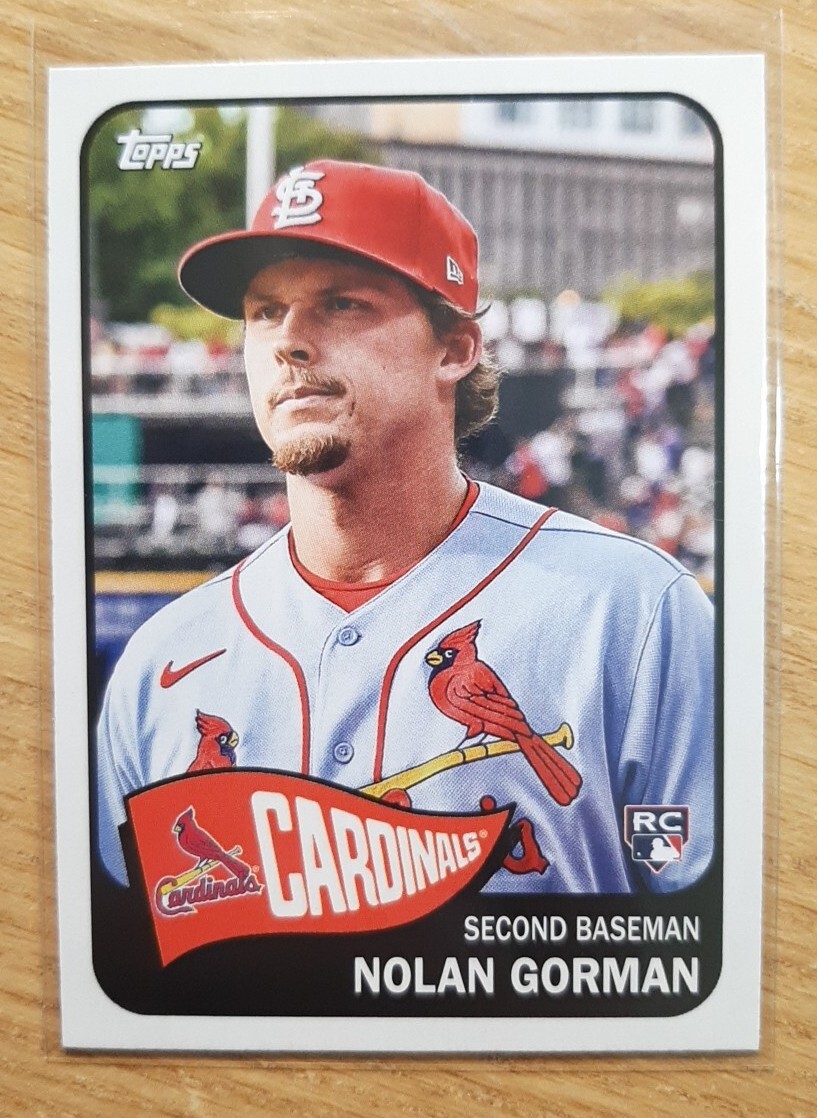 Topps
STL
Cardinals
CARDINALS®
RC
SECOND BASEMAN
NOLAN GORMAN